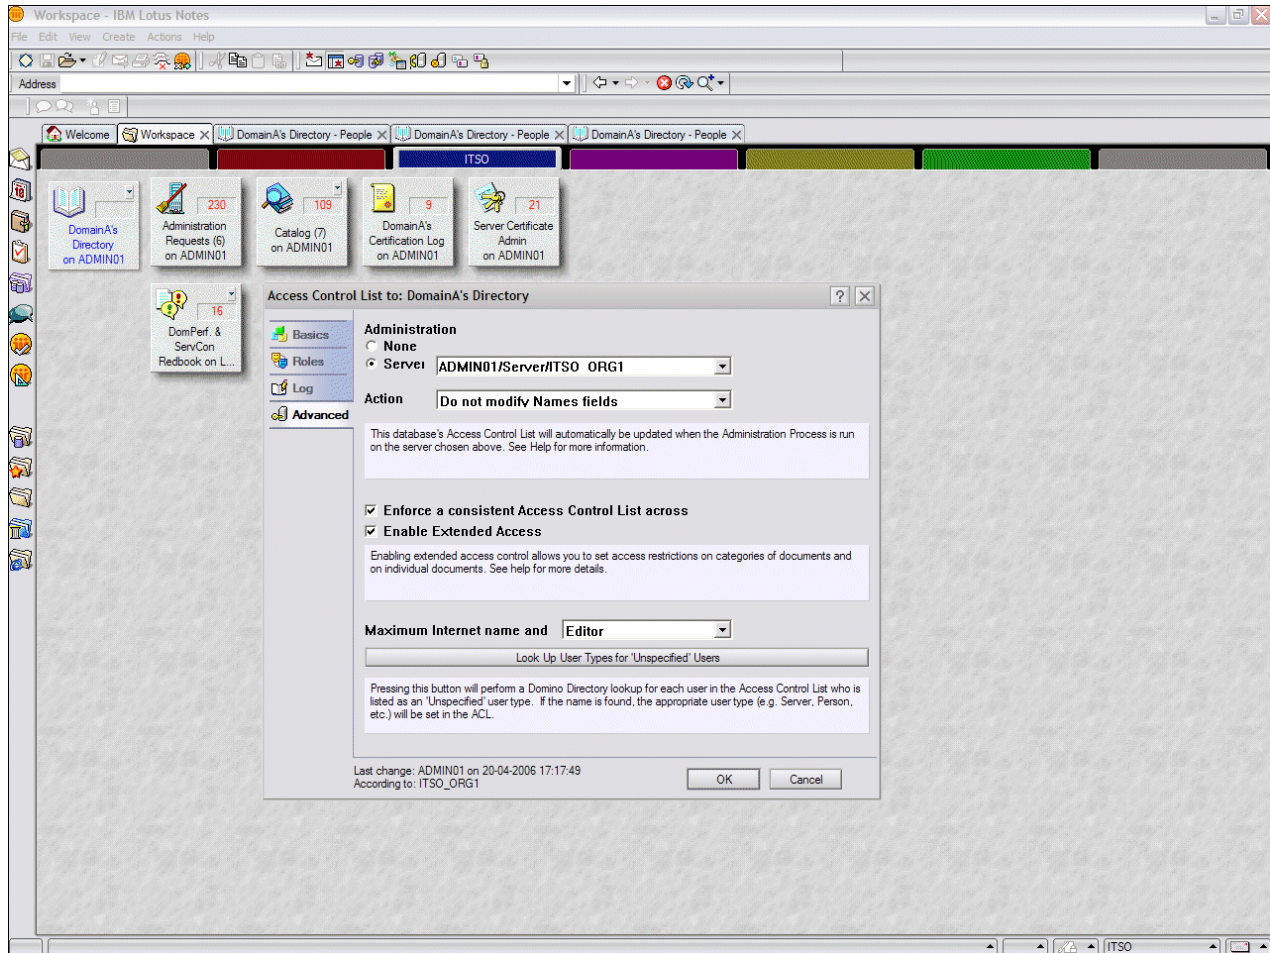 Workspace - IBM Lotus Notes
File Edit View Create Actions Help
Address
Welcome Workspace DomainA's Directory - People DomainA's Directory - People DomainA's Directory - People
ITSO
DomainA's
Directory
on ADMIN01
230
Administration
Requests (6)
on ADMIN01
109
Catalog (7)
on ADMIN01
9
DomainA's
Certification Log
on ADMIN01
21
Server Certificate
Admin
on ADMIN01
16
DomPerf. &
ServCon
Redbook on L...
Access Control List to: DomainA's Directory
Basics
Roles
Log
Advanced
Administration
None
Server ADMIN01/Server/ITSO_ORG1
Action Do not modify Names fields
This database's Access Control List will automatically be updated when the Administration Process is run
on the server chosen above. See Help for more information.
Enforce a consistent Access Control List across
Enable Extended Access
Enabling extended access control allows you to set access restrictions on categories of documents and
on individual documents. See help for more details.
Maximum Internet name and Editor
Look Up User Types for 'Unspecified' Users
Pressing this button will perform a Domino Directory lookup for each user in the Access Control List who is
listed as an 'Unspecified' user type. If the name is found, the appropriate user type (e.g. Server, Person,
etc.) will be set in the ACL.
Last change: ADMIN01 on 20-04-2006 17:17:49
According to: ITSO_ORG1
OK Cancel
ITSO